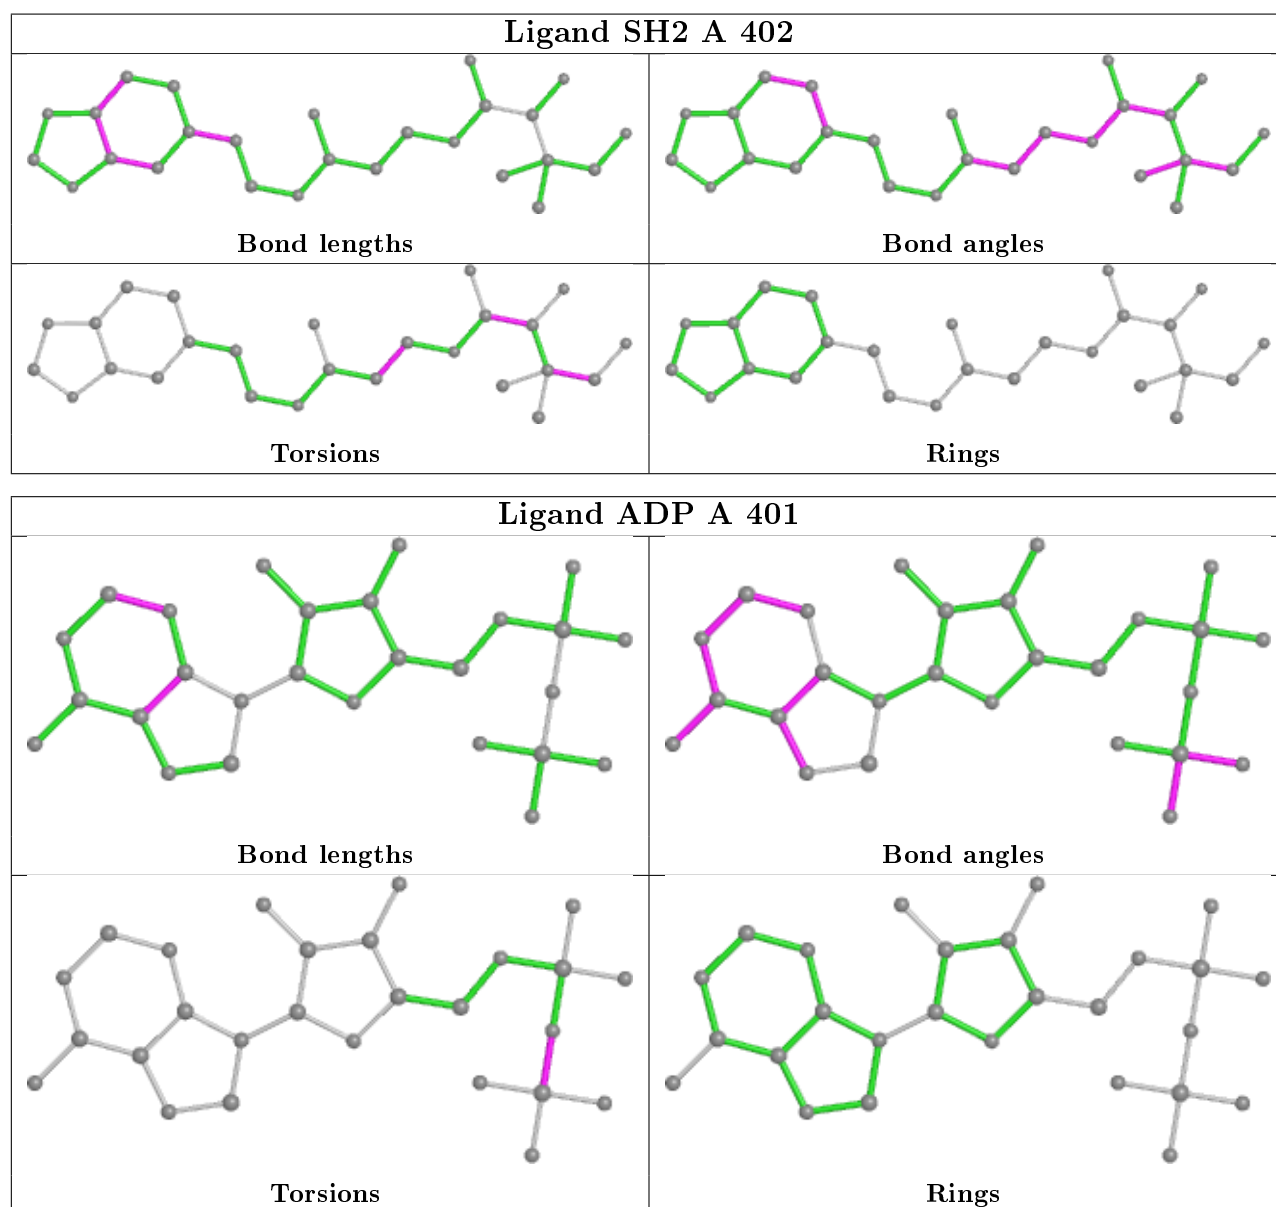 Ligand SH2 A 402
Bond lengths
Bond angles
Torsions
Rings
Ligand ADP A 401
Bond lengths
Bond angles
Torsions
Rings